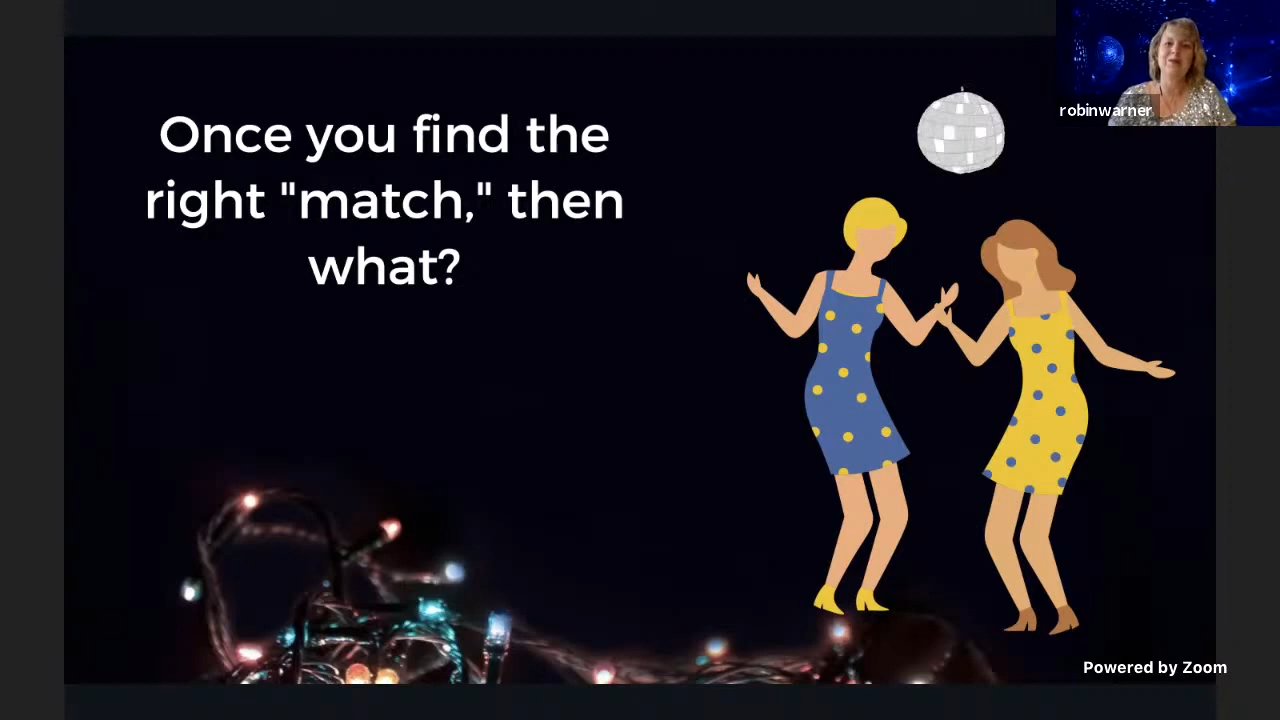 Once you find the
right "match," then
what?
robinwarner
Powered by Zoom